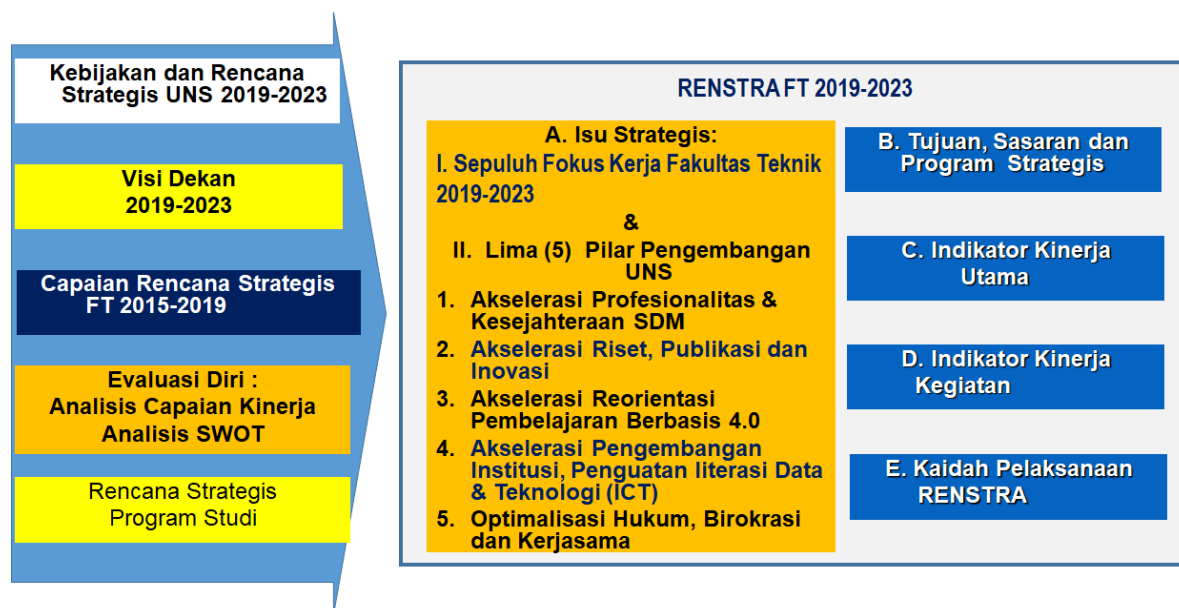 Kebijakan dan Rencana
Strategis UNS 2019-2023
Visi Dekan
2019-2023
Capaian Rencana Strategis
FT 2015-2019
Evaluasi Diri :
Analisis Capaian Kinerja
Analisis SWOT
Rencana Strategis
Program Studi
RENSTRA FT 2019-2023
A. Isu Strategis:
I. Sepuluh Fokus Kerja Fakultas Teknik
2019-2023
&
II. Lima (5) Pilar Pengembangan
UNS
1. Akselerasi Profesionalitas &
Kesejahteraan SDM
2. Akselerasi Riset, Publikasi dan
Inovasi
3. Akselerasi Reorientasi
Pembelajaran Berbasis 4.0
4. Akselerasi Pengembangan
Institusi, Penguatan literasi Data
& Teknologi (ICT)
5. Optimalisasi Hukum, Birokrasi
dan Kerjasama
B. Tujuan, Sasaran dan
Program Strategis
C. Indikator Kinerja
Utama
D. Indikator Kinerja
Kegiatan
E. Kaidah Pelaksanaan
RENSTRA